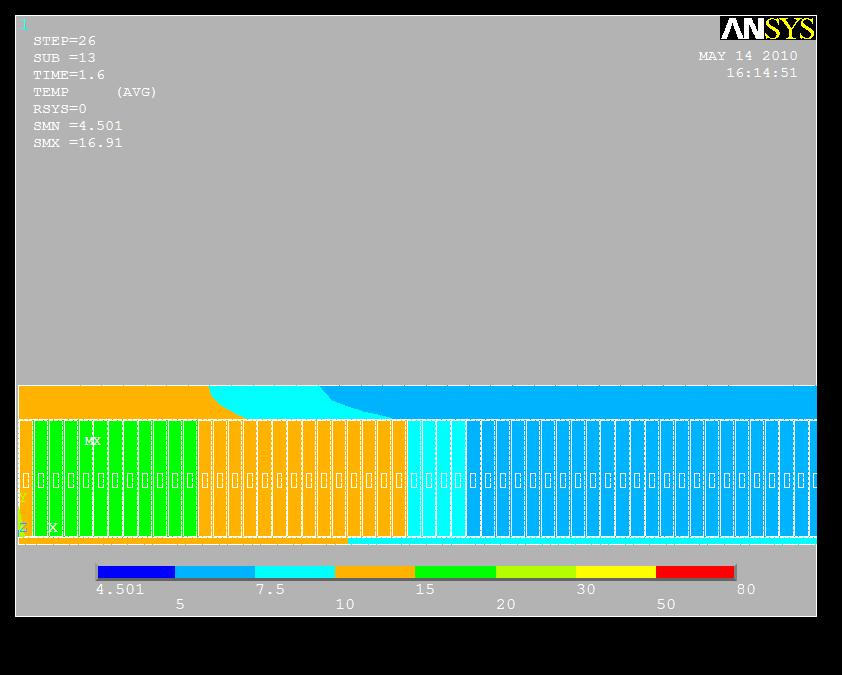 1
ANSYS
STEP=26
SUB =13
TIME=1.6
TEMP (AVG)
RSYS=0
SMN =4.501
SMX =16.91
MAY 14 2010
16:14:51
MX
Y
Z X
4.501 7.5 15 30 80
5 10 20 50